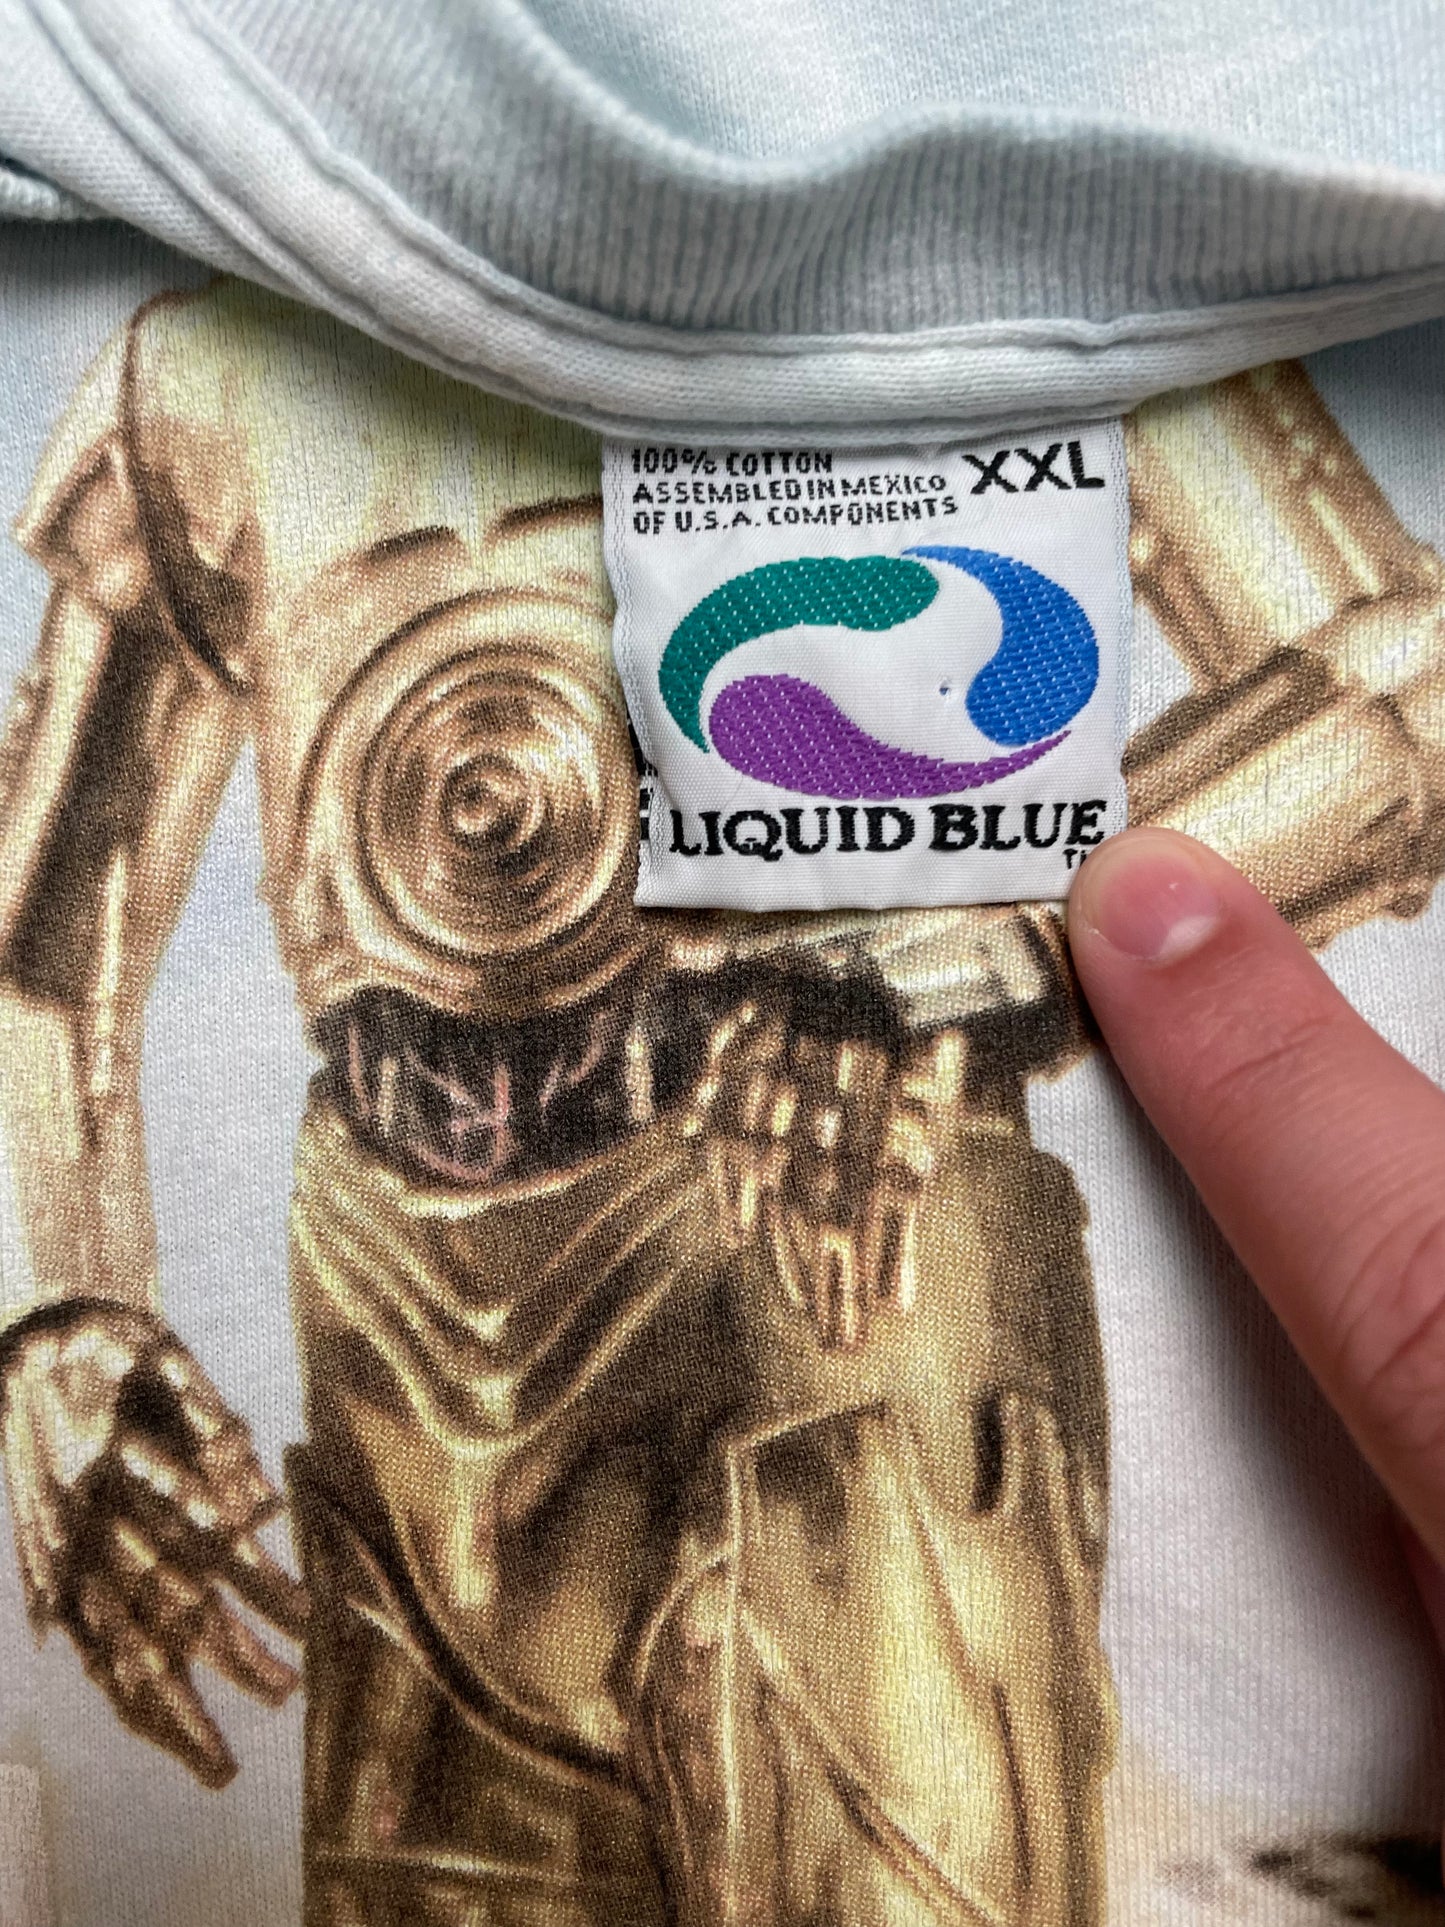 100% COTTON
ASSEMBLED IN MEXICO
OF U.S.A. COMPONENTS
XXL
LIQUID BLUE